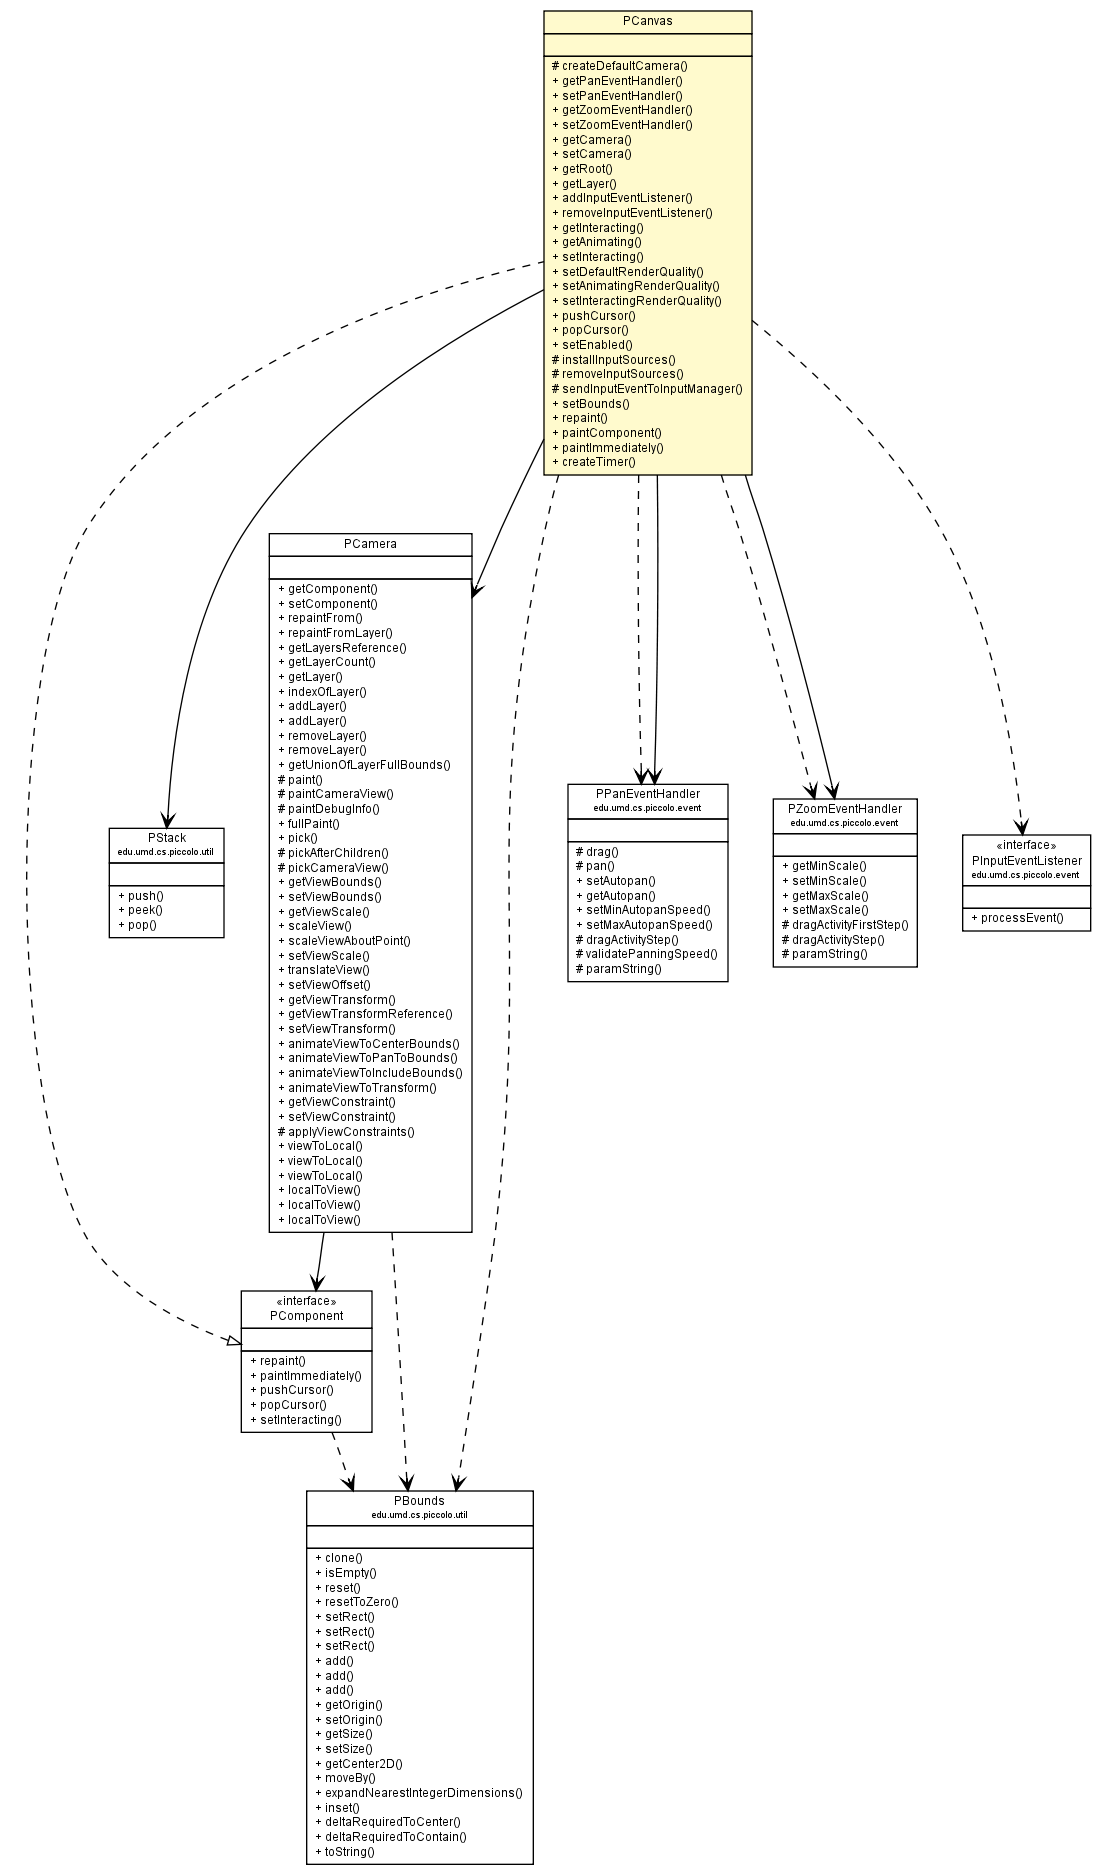 PCanvas
# createDefaultCamera()
+ getPanEventHandler()
+ setPanEventHandler()
+ getZoomEventHandler()
+ setZoomEventHandler()
+ getCamera()
+ setCamera()
+ getRoot()
+ getLayer()
+ addInputEventListener()
+ removeInputEventListener()
+ getInteracting()
+ getAnimating()
+ setInteracting()
+ setDefaultRenderQuality()
+ setAnimatingRenderQuality()
+ setInteractingRenderQuality()
+ pushCursor()
+ popCursor()
+ setEnabled()
# installInputSources()
# removeInputSources()
# sendInputEventToInputManager()
+ setBounds()
+ repaint()
+ paintComponent()
+ paintImmediately()
+ createTimer()
PCamera
+ getComponent()
+ setComponent()
+ repaintFrom()
+ repaintFromLayer()
+ getLayersReference()
+ getLayerCount()
+ getLayer()
+ indexOfLayer()
+ addLayer()
+ addLayer()
+ removeLayer()
+ removeLayer()
+ getUnionOfLayerFullBounds()
# paint()
# paintCameraView()
# paintDebugInfo()
+ fullPaint()
+ pick()
# pickAfterChildren()
# pickCameraView()
+ getViewBounds()
+ setViewBounds()
+ getViewScale()
+ scaleView()
+ scaleViewAboutPoint()
+ setViewScale()
+ translateView()
+ setViewOffset()
+ getViewTransform()
+ getViewTransformReference()
+ setViewTransform()
+ animateViewToCenterBounds()
+ animateViewToPanToBounds()
+ animateViewToIncludeBounds()
+ animateViewToTransform()
+ getViewConstraint()
+ setViewConstraint()
# applyViewConstraints()
+ viewToLocal()
+ viewToLocal()
+ viewToLocal()
+ localToView()
+ localToView()
+ localToView()
PStack
edu.umd.cs.piccolo.util
+ push()
+ peek()
+ pop()
PPanEventHandler
edu.umd.cs.piccolo.event
# drag()
# pan()
+ setAutopan()
+ getAutopan()
+ setMinAutopanSpeed()
+ setMaxAutopanSpeed()
# dragActivityStep()
# validatePanningSpeed()
# paramString()
PZoomEventHandler
edu.umd.cs.piccolo.event
+ getMinScale()
+ setMinScale()
+ getMaxScale()
+ setMaxScale()
# dragActivityFirstStep()
# dragActivityStep()
# paramString()
«interface»
PInputEventListener
edu.umd.cs.piccolo.event
+ processEvent()
«interface»
PComponent
+ repaint()
+ paintImmediately()
+ pushCursor()
+ popCursor()
+ setInteracting()
PBounds
edu.umd.cs.piccolo.util
+ clone()
+ isEmpty()
+ reset()
+ resetToZero()
+ setRect()
+ setRect()
+ setRect()
+ add()
+ add()
+ add()
+ getOrigin()
+ setOrigin()
+ getSize()
+ setSize()
+ getCenter2D()
+ moveBy()
+ expandNearestIntegerDimensions()
+ inset()
+ deltaRequiredToCenter()
+ deltaRequiredToContain()
+ toString()